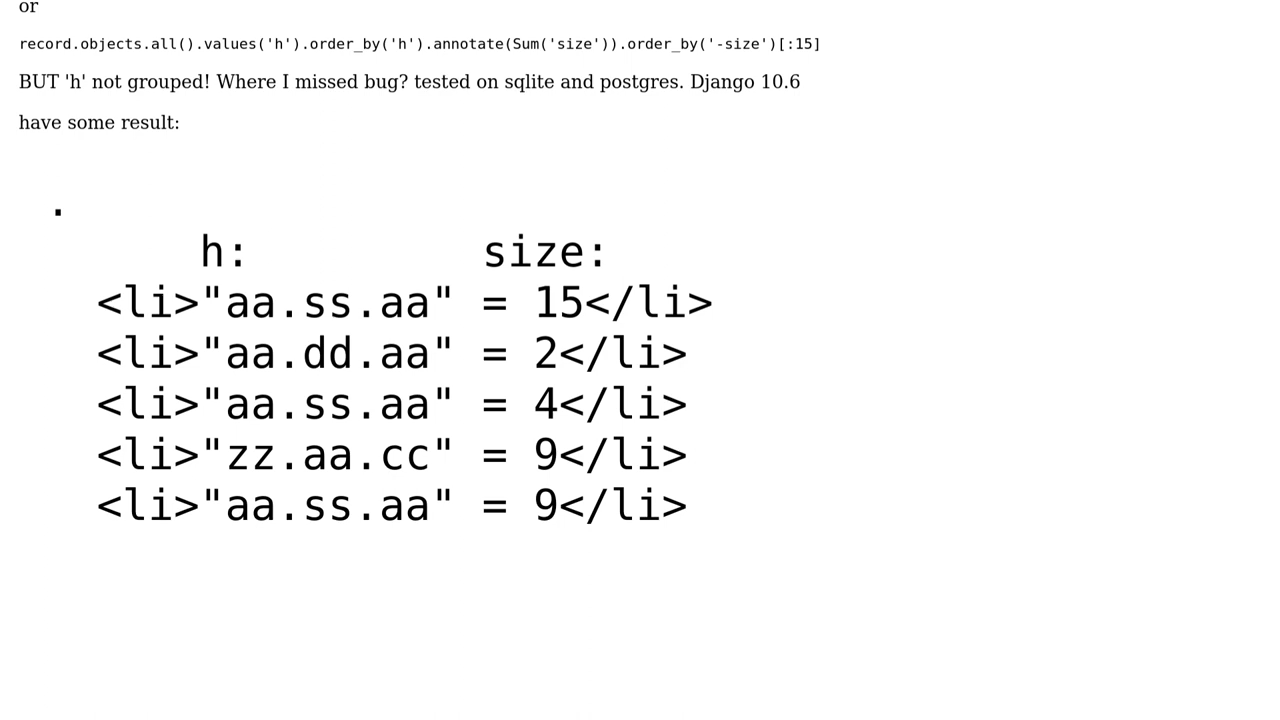 or
record.objects.all().values('h').order_by('h').annotate(Sum('size')).order_by('-size')[:15]
BUT 'h' not grouped! Where I missed bug? tested on sqlite and postgres. Django 10.6
have some result:
.
h: size:
<li>"aa.ss.aa" = 15</li>
<li>"aa.dd.aa" = 2</li>
<li>"aa.ss.aa" = 4</li>
<li>"zz.aa.cc" = 9</li>
<li>"aa.ss.aa" = 9</li>